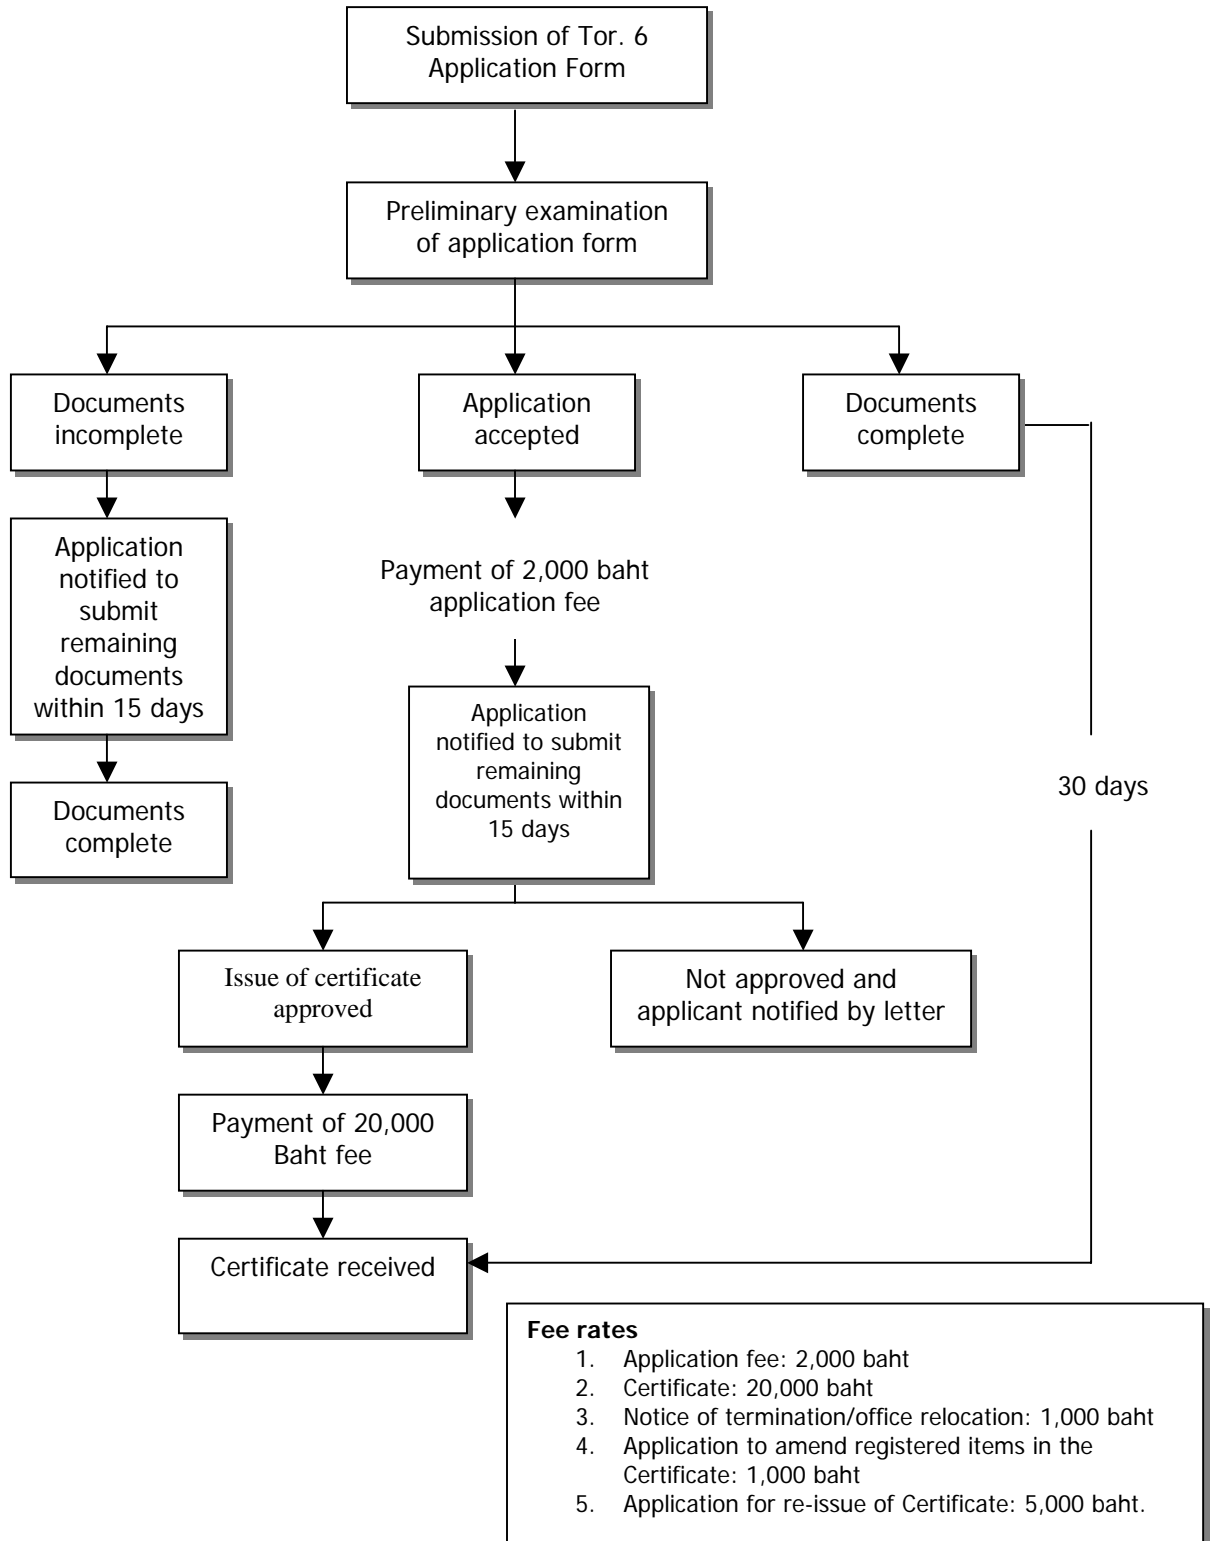 Submission of Tor. 6
Application Form
Preliminary examination
of application form
Documents
incomplete
Application
accepted
Documents
complete
Application
notified to
submit
remaining
documents
within 15 days
Payment of 2,000 baht
application fee
Application
notified to submit
remaining
documents within
15 days
30 days
Documents
complete
Issue of certificate
approved
Not approved and
applicant notified by letter
Payment of 20,000
Baht fee
Certificate received
Fee rates
1. Application fee: 2,000 baht
2. Certificate: 20,000 baht
3. Notice of termination/office relocation: 1,000 baht
4. Application to amend registered items in the
Certificate: 1,000 baht
5. Application for re-issue of Certificate: 5,000 baht.